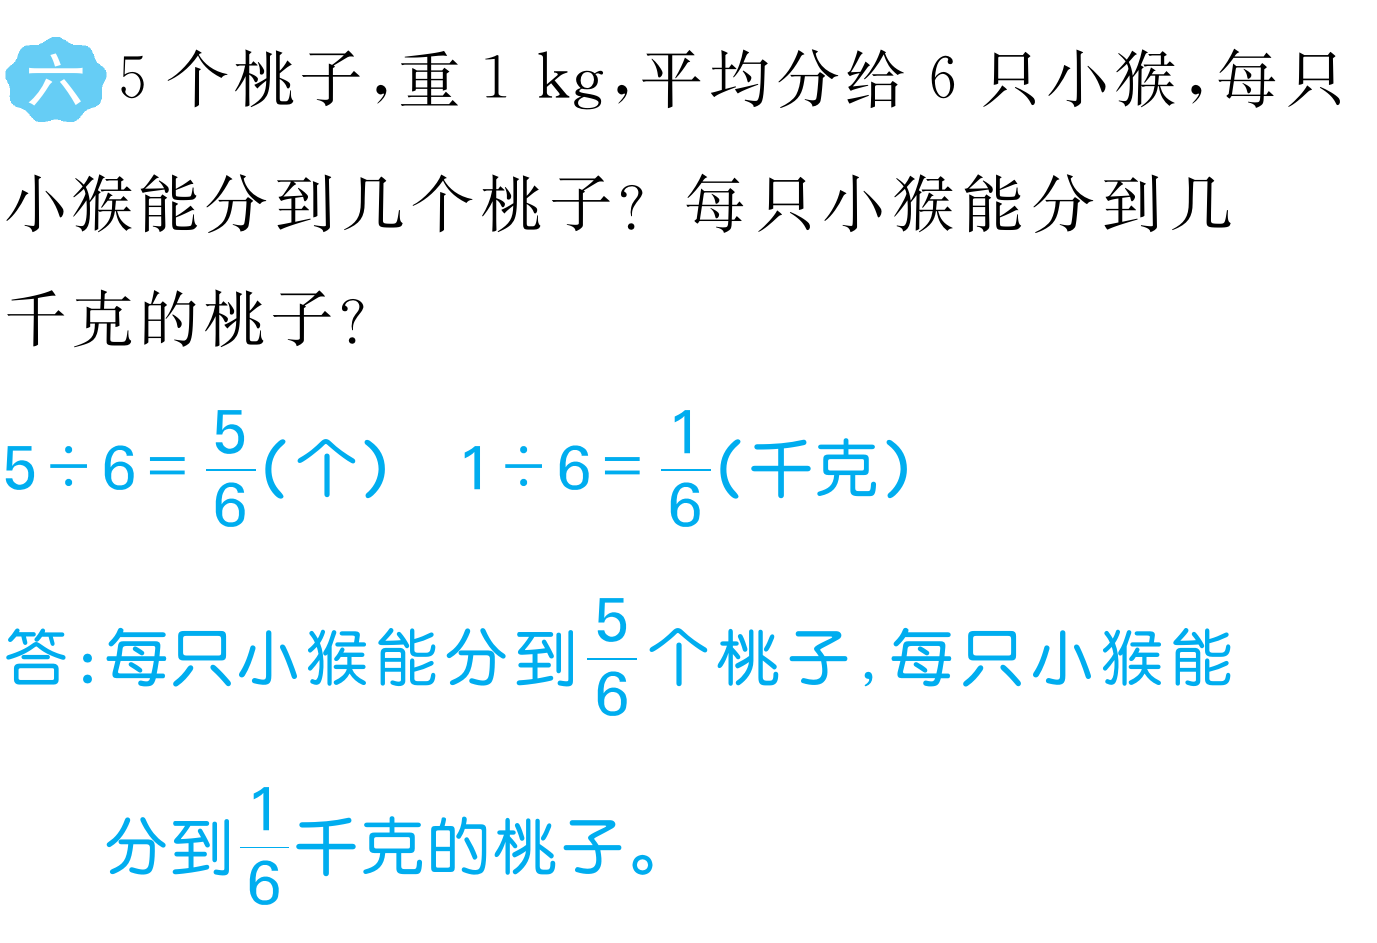 六 5 个桃子,重 1 kg,平均分给 6 只小猴,每只
小猴能分到几个桃子? 每只小猴能分到几
千克的桃子?
5÷6=5/6(个) 1÷6=1/6(千克)
答:每只小猴能分到5/6个桃子,每只小猴能
分到1/6千克的桃子。